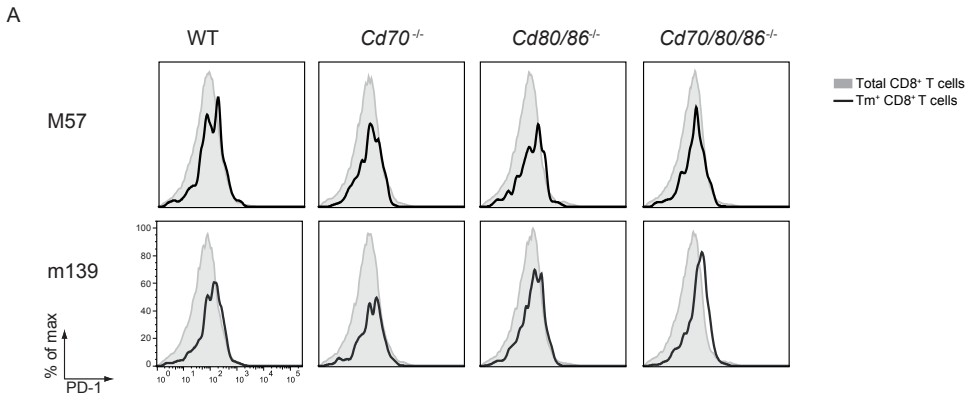 A
WT
Cd70 -/-
Cd80/86 -/-
Cd70/80/86 -/-
Total CD8+ T cells
Tm+ CD8+ T cells
M57
m139
100
80
60
40
20
0
10^0 10^1 10^2 10^3 10^4 10^5
% of max
PD-1